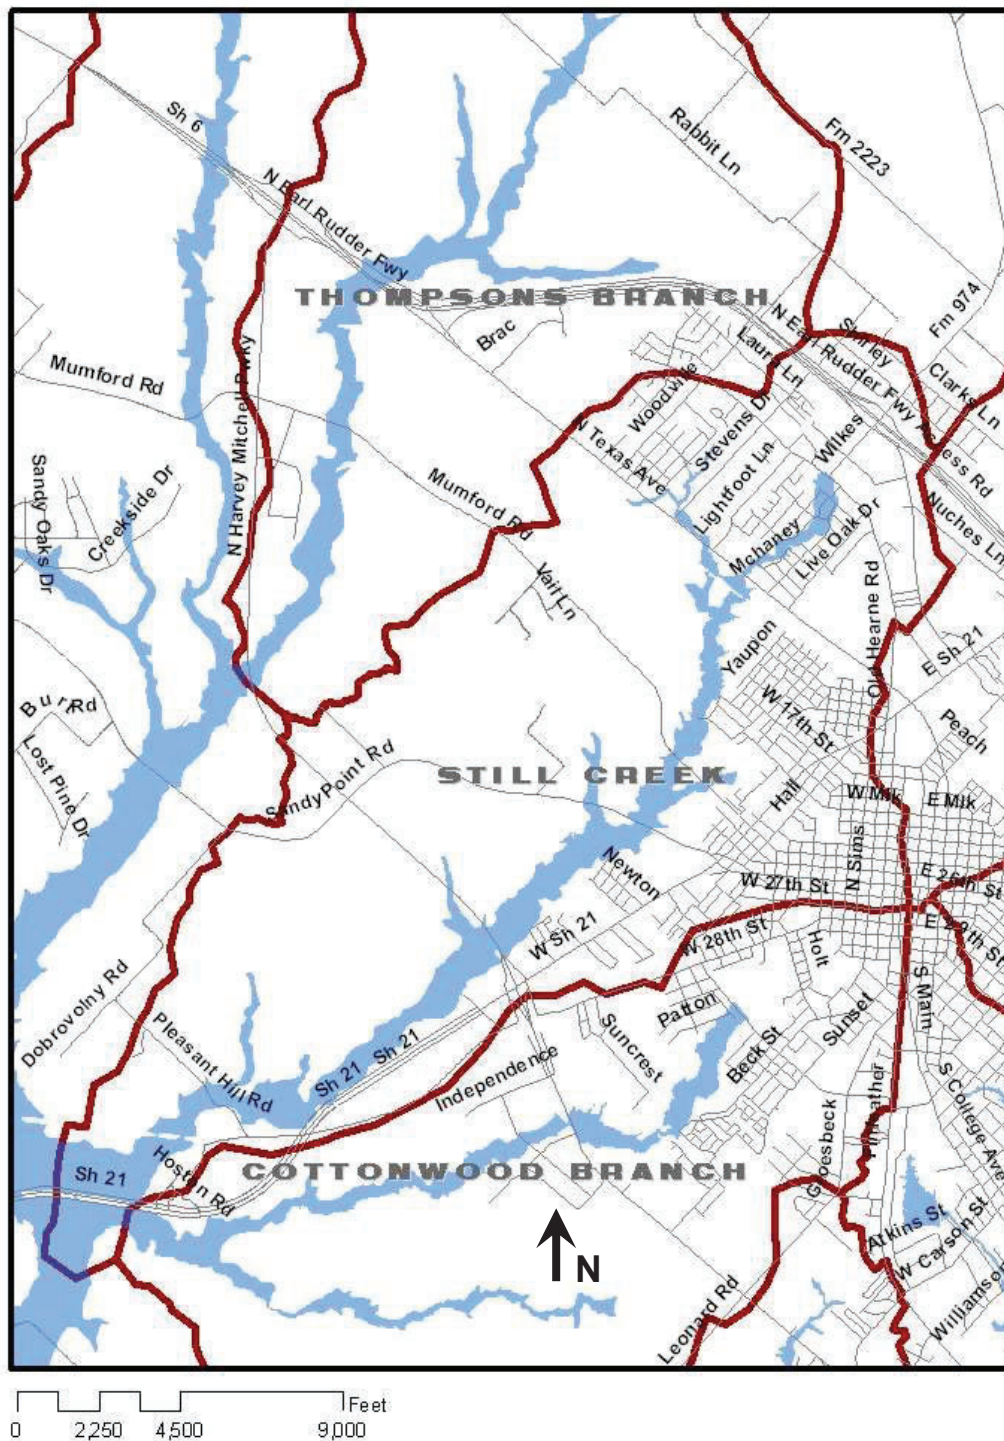 Sh 6
Rabbit Ln
Fm 2223
N Earl Rudder Fwy
THOMPSONS BRANCH
Fm 974
N Earl Rudder Fwy Access Rd
Shirley
Brac
Laura Ln
Clarks Ln
Mumford Rd
N Harvey Mitchell Pwky
Woodville
Stevens Dr
N Texas Ave
Wilkes
Sandy Oaks Dr
Creekside Dr
Mumford Rd
Lightfoot Ln
Nuches Ln
Mchaney
Live Oak Dr
Vail Ln
Old Hearne Rd
E Sh 21
Yaupon
Burr Rd
W 17th St
Peach
Lost Pine Dr
Sandy Point Rd
STILL CREEK
Hall
W Mlk
E Mlk
N Sims
Newton
W 27th St
E 25th St
W Sh 21
W 28th St
E 29th St
Holt
S Main
Dobrovolny Rd
Patton
Sunset
Pleasant Hill Rd
Sh 21
Sh 21
Suncrest
Beck St
Independence
Finfeather
S College Ave
Groesbeck
Sh 21
COTTONWOOD BRANCH
Atkins St
W Carson St
N
Leonard Rd
Williamson
Feet
0 2,250 4,500 9,000